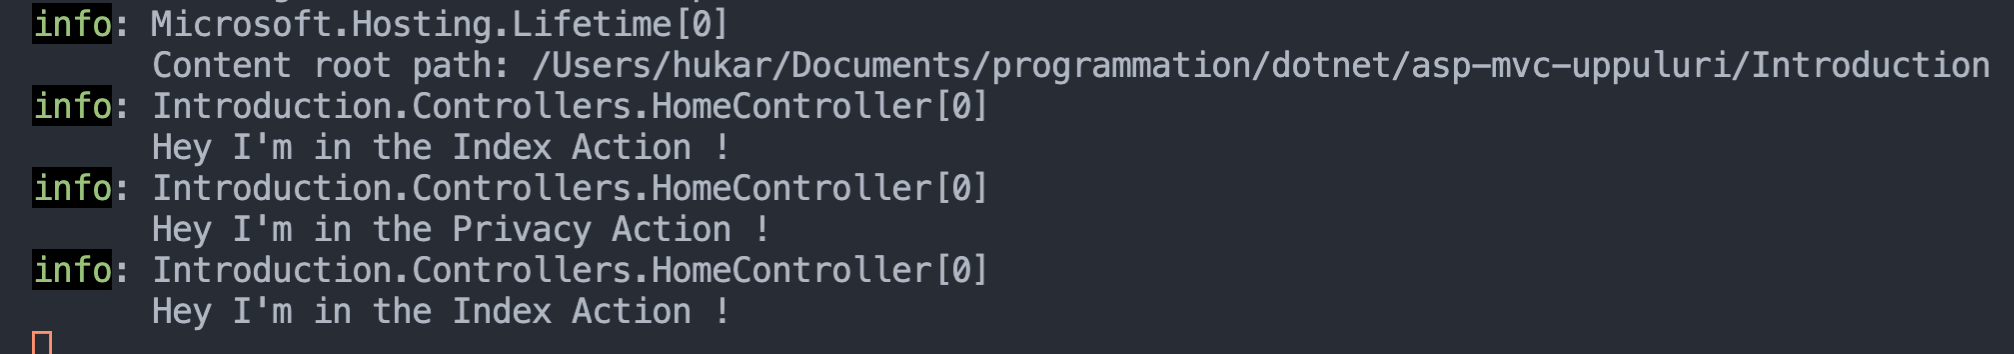 info: Microsoft.Hosting.Lifetime[0]
Content root path: /Users/hukar/Documents/programmation/dotnet/asp-mvc-uppuluri/Introduction
info: Introduction.Controllers.HomeController[0]
Hey I'm in the Index Action !
info: Introduction.Controllers.HomeController[0]
Hey I'm in the Privacy Action !
info: Introduction.Controllers.HomeController[0]
Hey I'm in the Index Action !